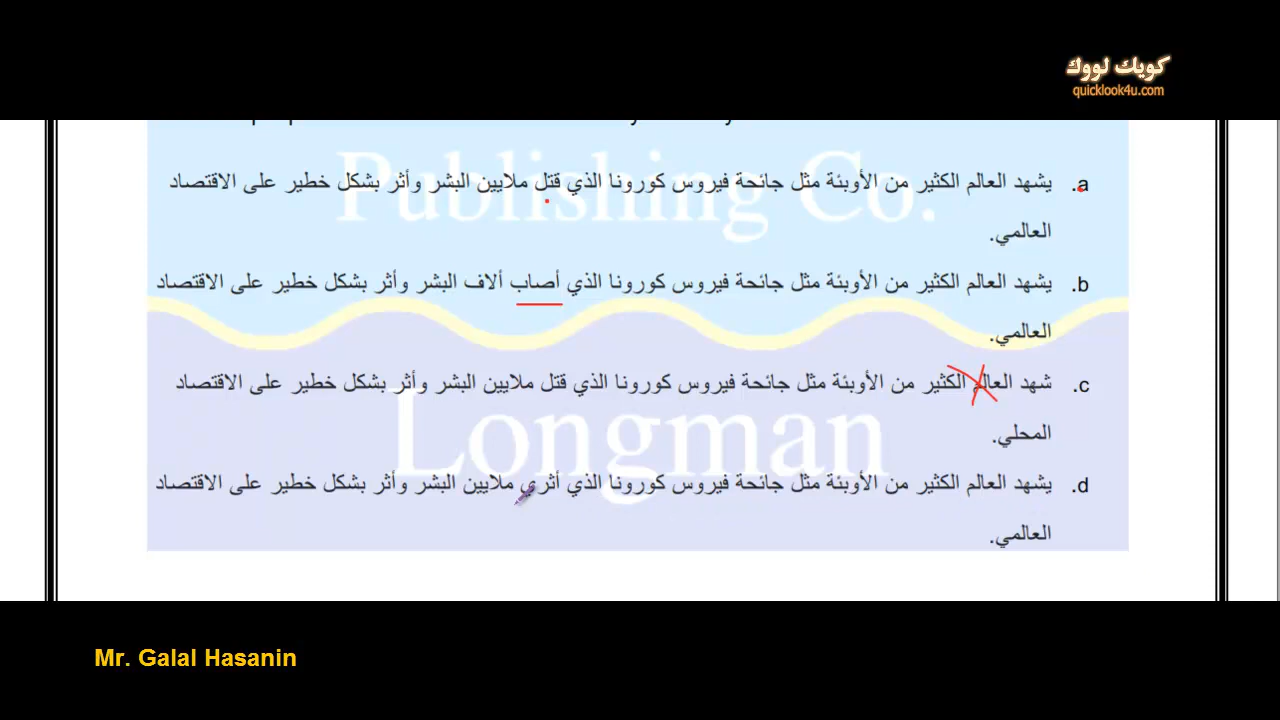 كويك لووك
quicklook4u.com
Publishing Co.
a. يشهد العالم الكثير من الأوبئة مثل جائحة فيروس كورونا الذي قتل ملايين البشر وأثر بشكل خطير على الاقتصاد
العالمي.
b. يشهد العالم الكثير من الأوبئة مثل جائحة فيروس كورونا الذي أصاب ألاف البشر وأثر بشكل خطير على الاقتصاد
العالمي.
c. شهد العالم الكثير من الأوبئة مثل جائحة فيروس كورونا الذي قتل ملايين البشر وأثر بشكل خطير على الاقتصاد
المحلي.
Longman
d. يشهد العالم الكثير من الأوبئة مثل جائحة فيروس كورونا الذي أثري ملايين البشر وأثر بشكل خطير على الاقتصاد
العالمي.
Mr. Galal Hasanin